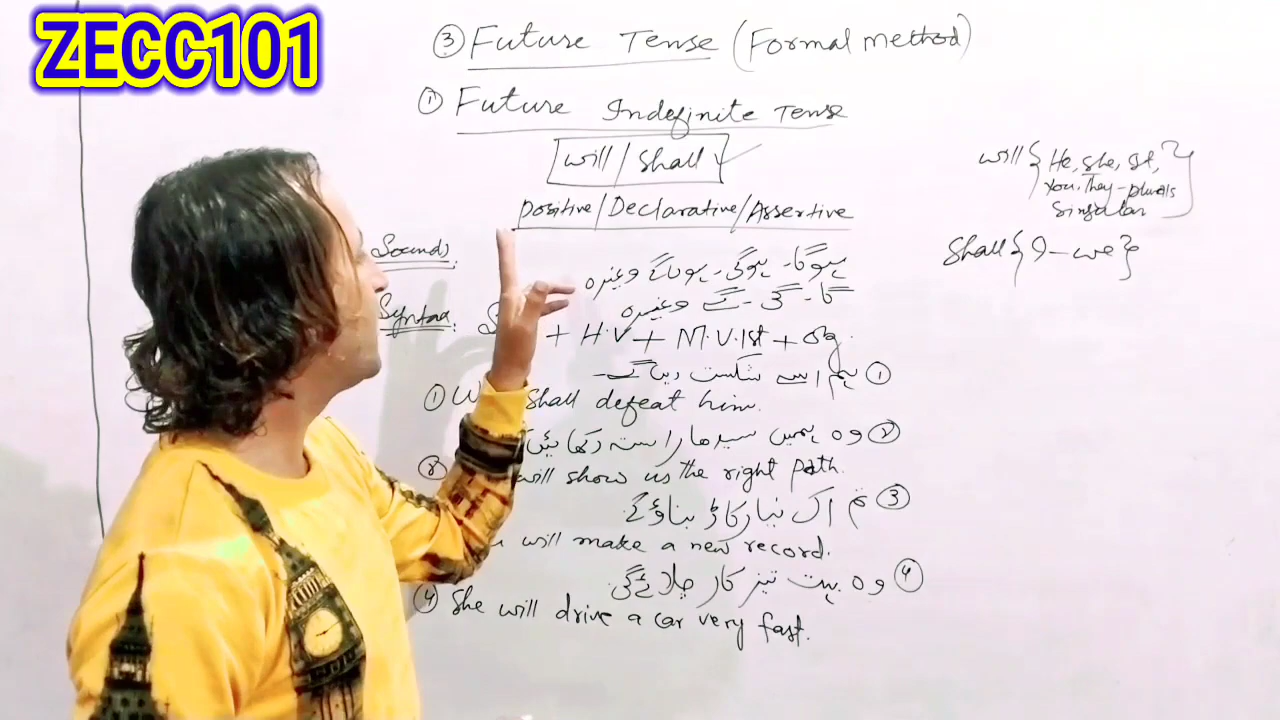 ZECC101
③ Future Tense (Formal method)
① Future Indefinite Tense
will / shall
Positive/Declarative/Assertive
Sounds:
ہوگا - ہوگی - ہوں گے وغیرہ
گا - گی - گے وغیرہ
Syntax: S + H.V + M.V.1st + obj.
① ہم اسے شکست دیں گے -
① We shall defeat him.
② وہ ہمیں سیدھا راستہ دکھائیں
will show us the right path.
③ تم اک نیا رکارڑ بناؤ گے
will make a new record.
④ وہ بہت تیز کار چلائے گی
④ She will drive a car very fast.
will { He, she, It,
You, They - plurals
Singular }
Shall { I - we }